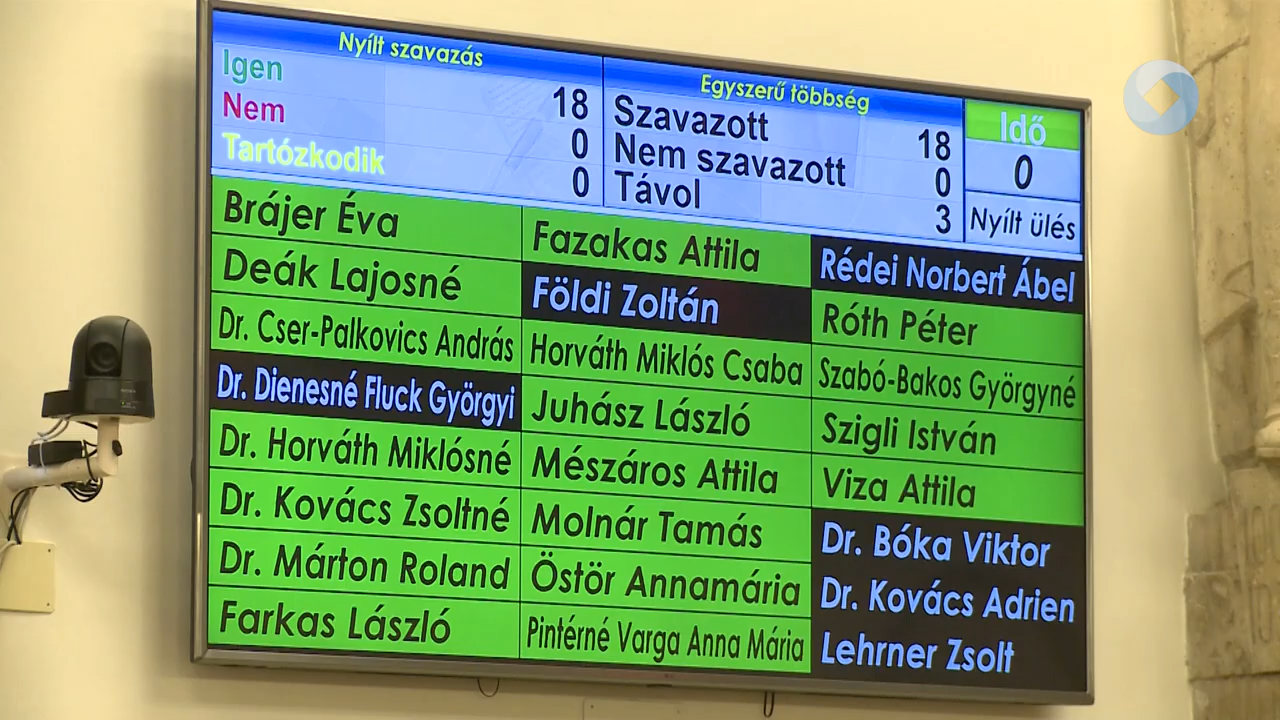 Nyílt szavazás
Igen 18
Nem 0
Tartózkodik 0
Egyszerű többség
Szavazott 18
Nem szavazott 0
Távol 3
Idő
0
Nyílt ülés
Brájer Éva
Deák Lajosné
Dr. Cser-Palkovics András
Dr. Dienesné Fluck Györgyi
Dr. Horváth Miklósné
Dr. Kovács Zsoltné
Dr. Márton Roland
Farkas László
Fazakas Attila
Földi Zoltán
Horváth Miklós Csaba
Juhász László
Mészáros Attila
Molnár Tamás
Östör Annamária
Pintérné Varga Anna Mária
Rédei Norbert Ábel
Róth Péter
Szabó-Bakos Györgyné
Szigli István
Viza Attila
Dr. Bóka Viktor
Dr. Kovács Adrien
Lehrner Zsolt